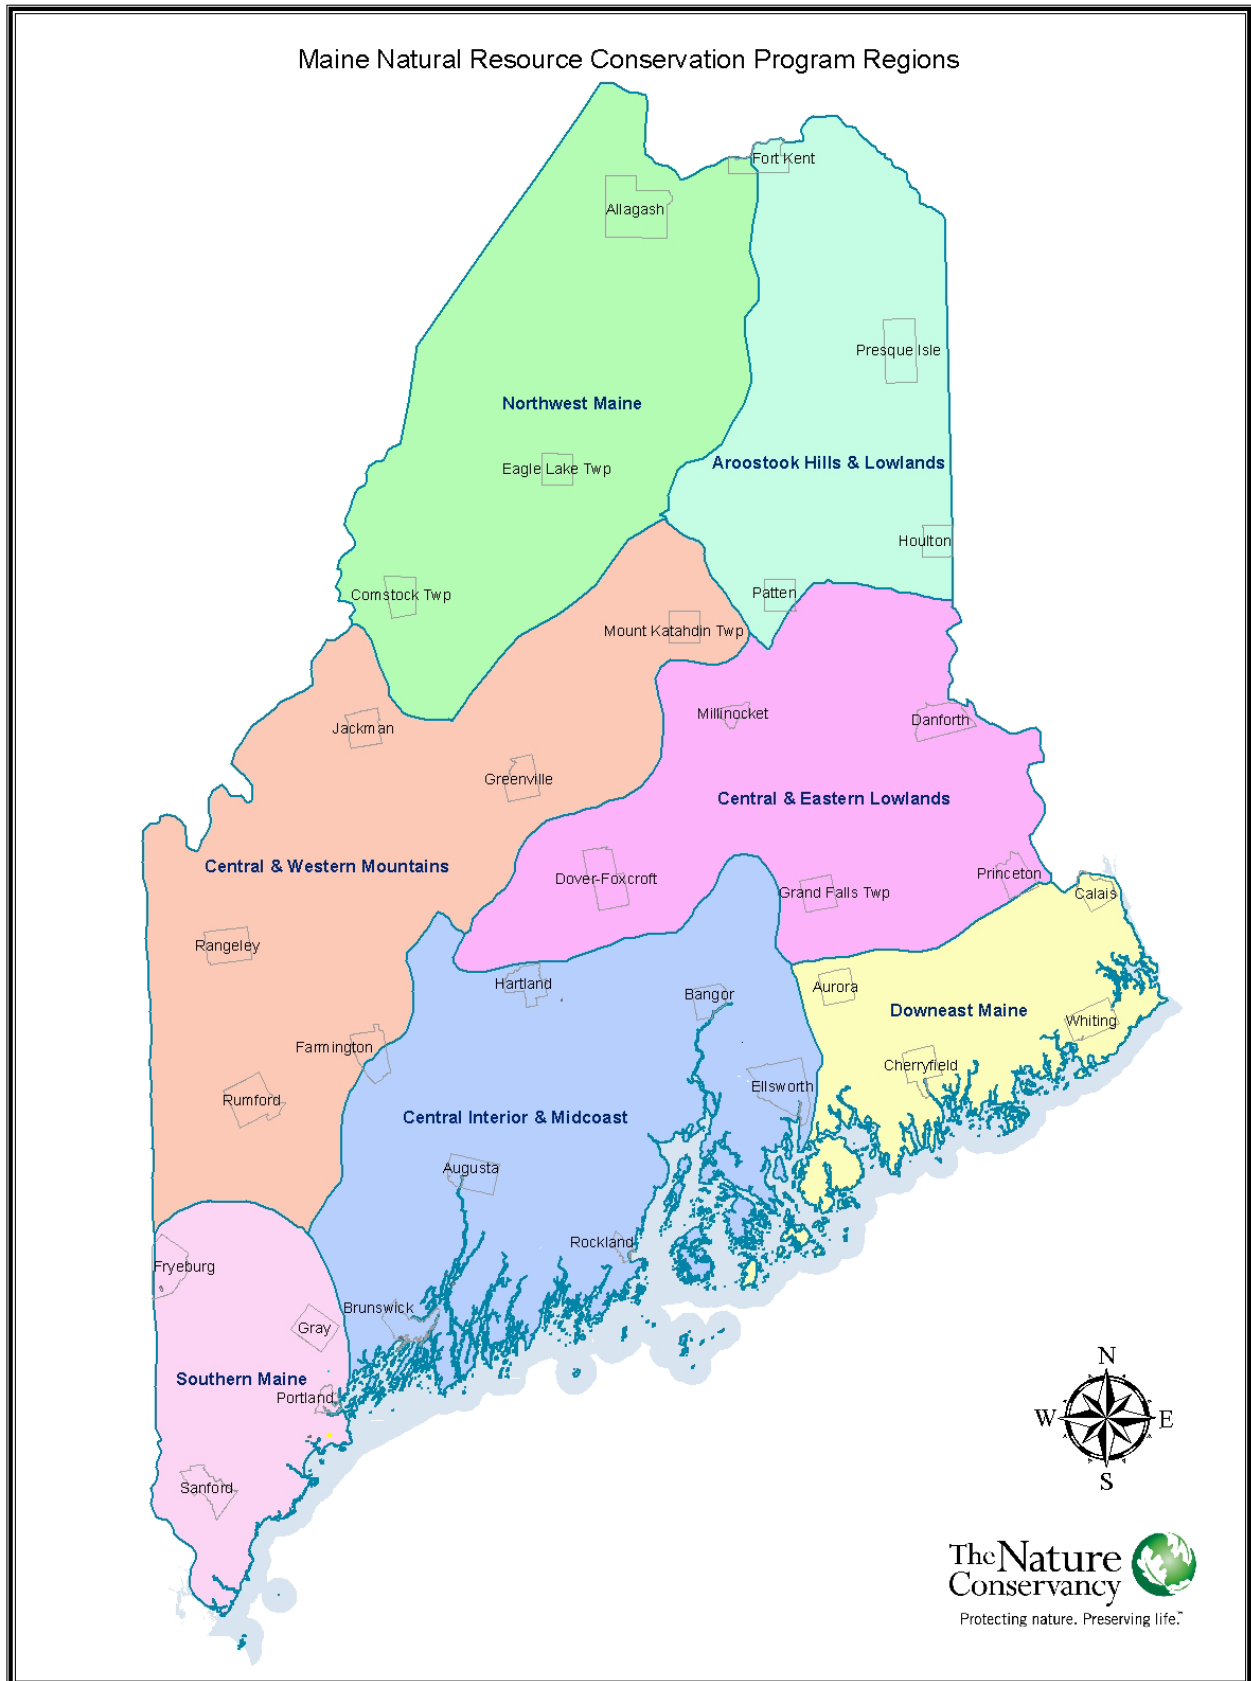 Maine Natural Resource Conservation Program Regions
Fort Kent
Allagash
Presque Isle
Northwest Maine
Aroostook Hills & Lowlands
Eagle Lake Twp
Houlton
Comstock Twp
Patten
Mount Katahdin Twp
Millinocket
Danforth
Jackman
Greenville
Central & Eastern Lowlands
Central & Western Mountains
Dover-Foxcroft
Princeton
Grand Falls Twp
Calais
Rangeley
Hartland
Bangor
Aurora
Downeast Maine
Whiting
Farmington
Cherryfield
Ellsworth
Rumford
Central Interior & Midcoast
Augusta
Rockland
Fryeburg
Brunswick
Gray
Southern Maine
Portland
Sanford
N
W
E
S
The Nature
Conservancy
Protecting nature. Preserving life.™